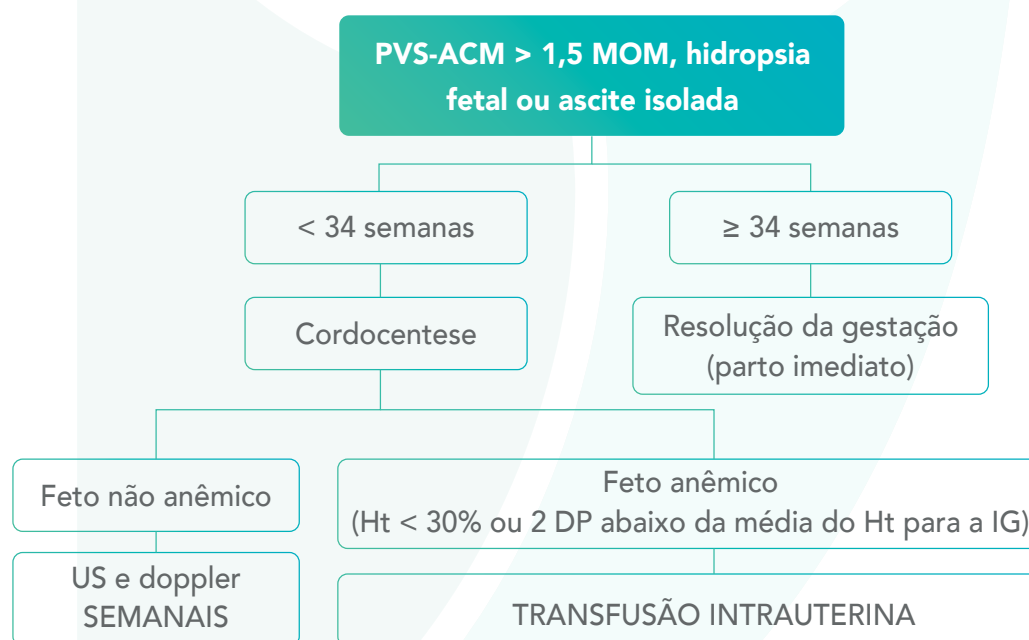 PVS-ACM > 1,5 MOM, hidropsia
fetal ou ascite isolada
< 34 semanas
≥ 34 semanas
Cordocentese
Resolução da gestação
(parto imediato)
Feto não anêmico
Feto anêmico
(Ht < 30% ou 2 DP abaixo da média do Ht para a IG)
US e doppler
SEMANAIS
TRANSFUSÃO INTRAUTERINA